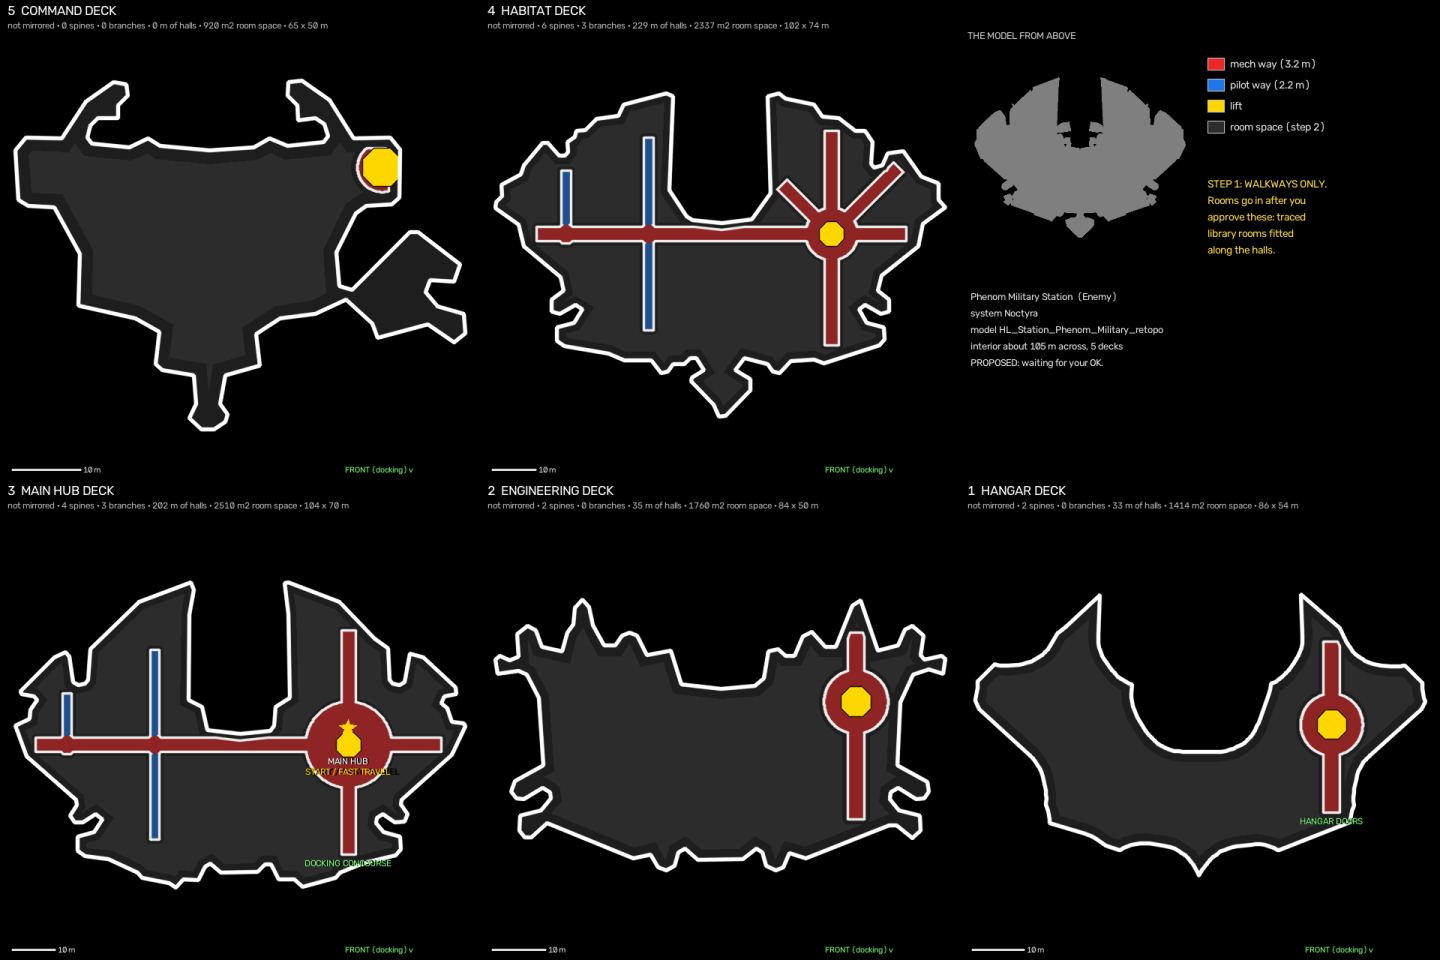 5 COMMAND DECK
not mirrored • 0 spines • 0 branches • 0 m of halls • 920 m2 room space • 65 x 50 m
10 m
FRONT (docking) v
4 HABITAT DECK
not mirrored • 6 spines • 3 branches • 229 m of halls • 2337 m2 room space • 102 x 74 m
10 m
FRONT (docking) v
THE MODEL FROM ABOVE
mech way (3.2 m)
pilot way (2.2 m)
lift
room space (step 2)
STEP 1: WALKWAYS ONLY.
Rooms go in after you
approve these: traced
library rooms fitted
along the halls.
Phenom Military Station (Enemy)
system Noctyra
model HL_Station_Phenom_Military_retopo
interior about 105 m across, 5 decks
PROPOSED: waiting for your OK.
3 MAIN HUB DECK
not mirrored • 4 spines • 3 branches • 202 m of halls • 2510 m2 room space • 104 x 70 m
MAIN HUB
START / FAST TRAVEL
DOCKING CONCOURSE
10 m
FRONT (docking) v
2 ENGINEERING DECK
not mirrored • 2 spines • 0 branches • 35 m of halls • 1760 m2 room space • 84 x 50 m
10 m
FRONT (docking) v
1 HANGAR DECK
not mirrored • 2 spines • 0 branches • 33 m of halls • 1414 m2 room space • 86 x 54 m
HANGAR DOORS
10 m
FRONT (docking) v